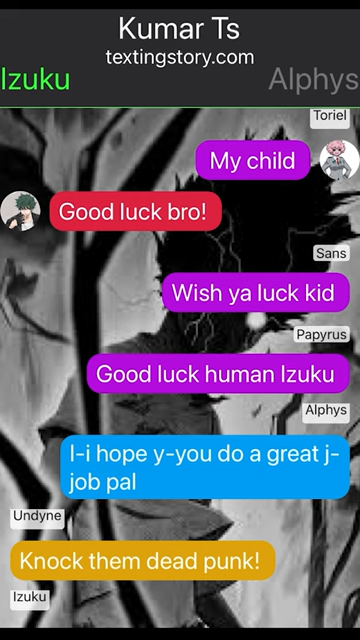 Kumar Ts
textingstory.com
Izuku
Alphys
Toriel
My child
Good luck bro!
Sans
Wish ya luck kid
Papyrus
Good luck human Izuku
Alphys
I-i hope y-you do a great j-
job pal
Undyne
Knock them dead punk!
Izuku